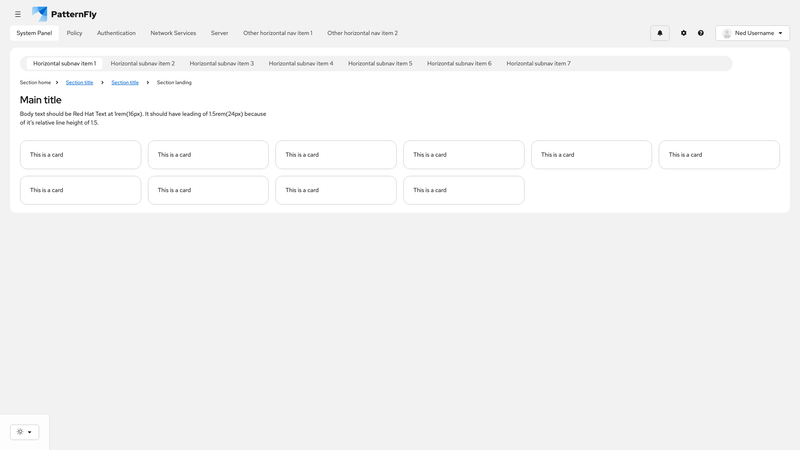 PatternFly
System Panel Policy Authentication Network Services Server Other horizontal nav item 1 Other horizontal nav item 2 Ned Username
Horizontal subnav item 1 Horizontal subnav item 2 Horizontal subnav item 3 Horizontal subnav item 4 Horizontal subnav item 5 Horizontal subnav item 6 Horizontal subnav item 7
Section home Section title Section title Section landing
Main title
Body text should be Red Hat Text at 1rem(16px). It should have leading of 1.5rem(24px) because
of it's relative line height of 1.5.
This is a card This is a card This is a card This is a card This is a card This is a card
This is a card This is a card This is a card This is a card